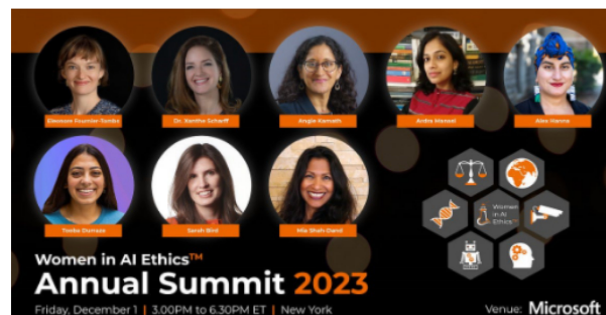 Eleonore Fournier-Tombs
Dr. Xanthe Scharff
Angie Kamath
Ardra Manasi
Alex Hanna
Tazin Durrani
Sarah Bird
Mia Shah-Dand
Women
in AI
Ethics™
Women in AI Ethics™
Annual Summit 2023
Friday, December 1 | 3.00PM to 6.30PM ET | New York
Venue: Microsoft